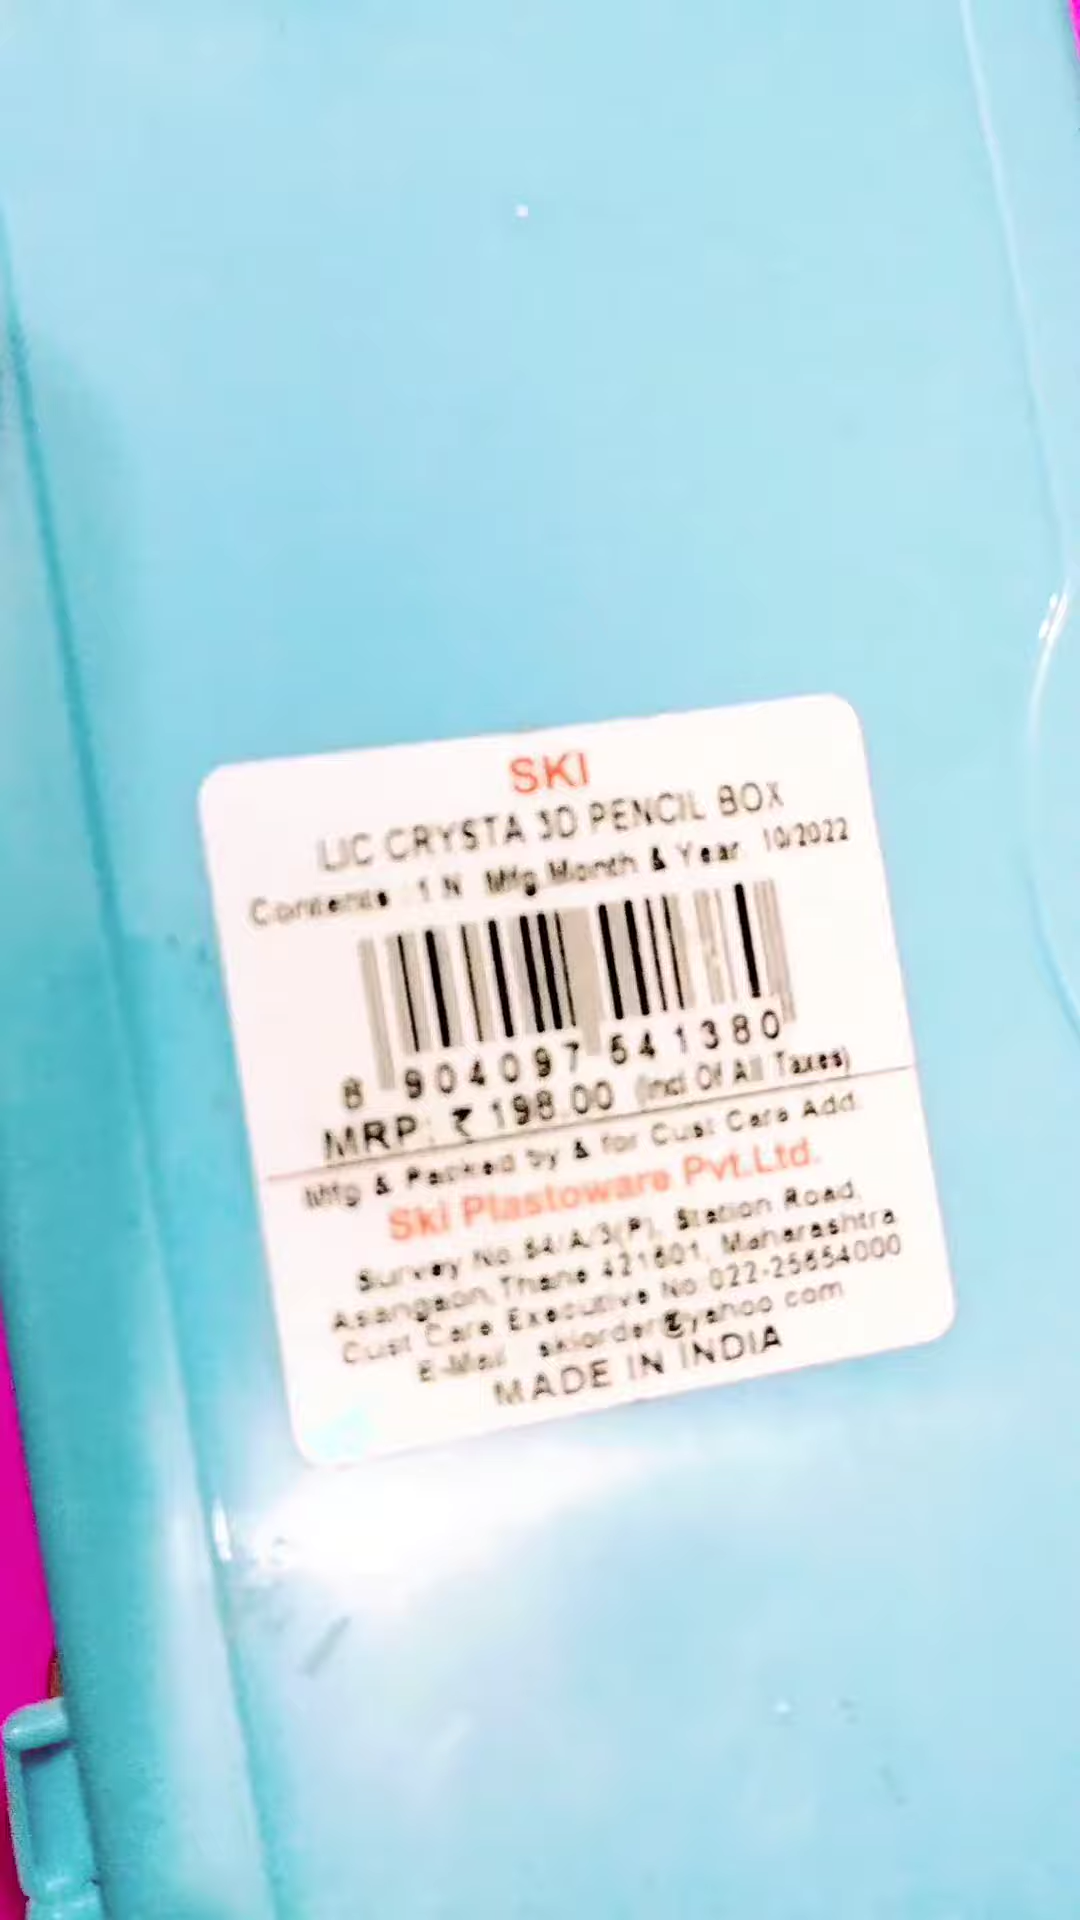 SKI
LIC CRYSTA 3D PENCIL BOX
Contents : 1 N Mfg.Month & Year 10/2022
8 904097 541380
MRP: ₹ 198.00 (Incl Of All Taxes)
Mfg & Packed by & for Cust Care Add.
Ski Plastoware Pvt.Ltd.
Survey No.54/A/3(P), Station Road,
Asangaon, Thane 421601, Maharashtra
Cust Care Executive No 022-25654000
E-Mail skiorder@yahoo com
MADE IN INDIA